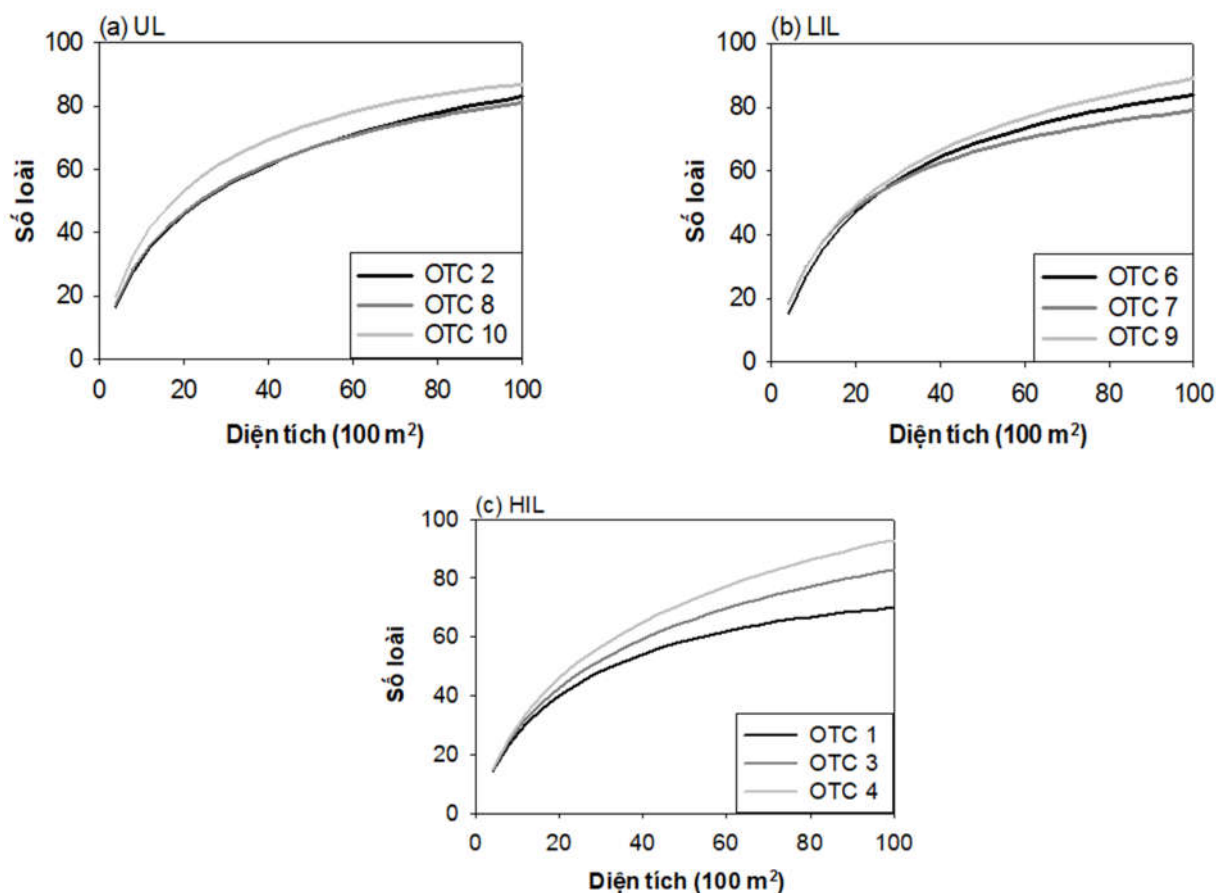 (a) UL
100
80
60
40
20
0
Số loài
OTC 2
OTC 8
OTC 10
0 20 40 60 80 100
Diện tích (100 m²)
(b) LIL
100
80
60
40
20
0
Số loài
OTC 6
OTC 7
OTC 9
0 20 40 60 80 100
Diện tích (100 m²)
(c) HIL
100
80
60
40
20
0
Số loài
OTC 1
OTC 3
OTC 4
0 20 40 60 80 100
Diện tích (100 m²)